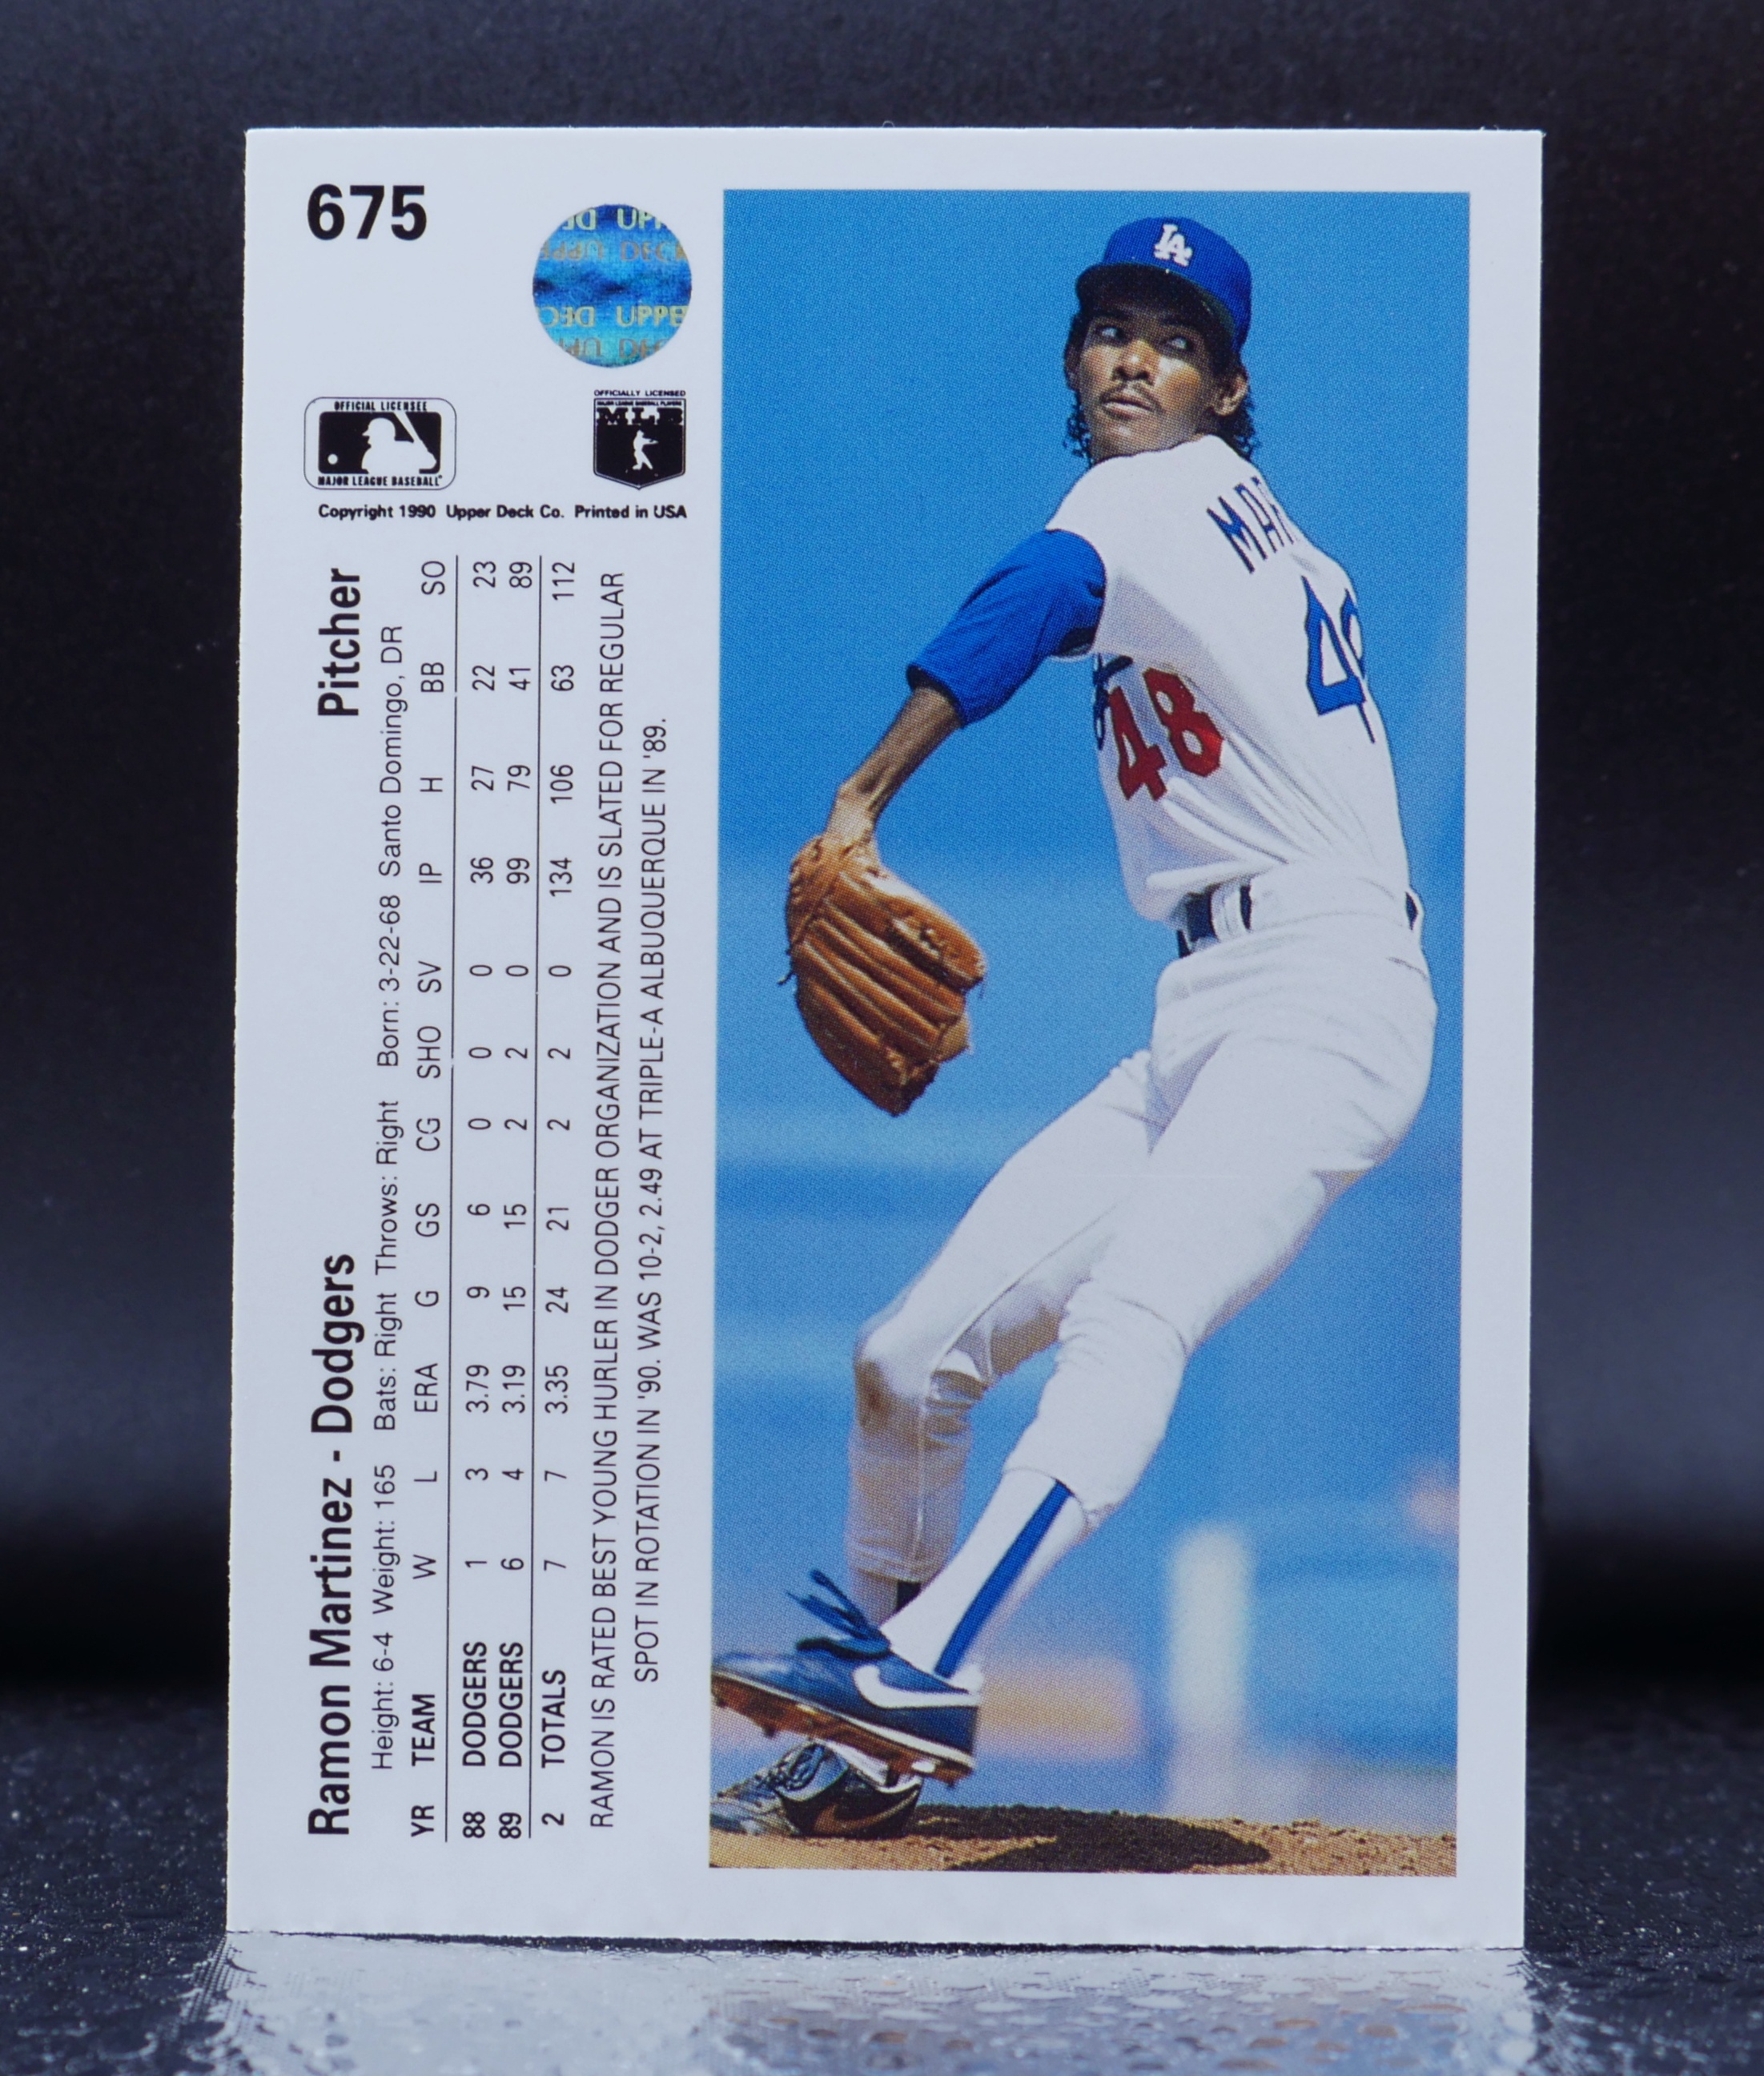 675
UPPER DECK
OFFICIAL LICENSEE
MAJOR LEAGUE BASEBALL
OFFICIALLY LICENSED
MAJOR LEAGUE BASEBALL PLAYERS
MLB
Copyright 1990 Upper Deck Co. Printed in USA
Ramon Martinez - Dodgers Pitcher
Height: 6-4 Weight: 165 Bats: Right Throws: Right Born: 3-22-68 Santo Domingo, DR
YR TEAM W L ERA G GS CG SHO SV IP H BB SO
88 DODGERS 1 3 3.79 9 6 0 0 0 36 27 22 23
89 DODGERS 6 4 3.19 15 15 2 2 0 99 79 41 89
2 TOTALS 7 7 3.35 24 21 2 2 0 134 106 63 112
RAMON IS RATED BEST YOUNG HURLER IN DODGER ORGANIZATION AND IS SLATED FOR REGULAR
SPOT IN ROTATION IN '90. WAS 10-2, 2.49 AT TRIPLE-A ALBUQUERQUE IN '89.
LA
MAR
48
48